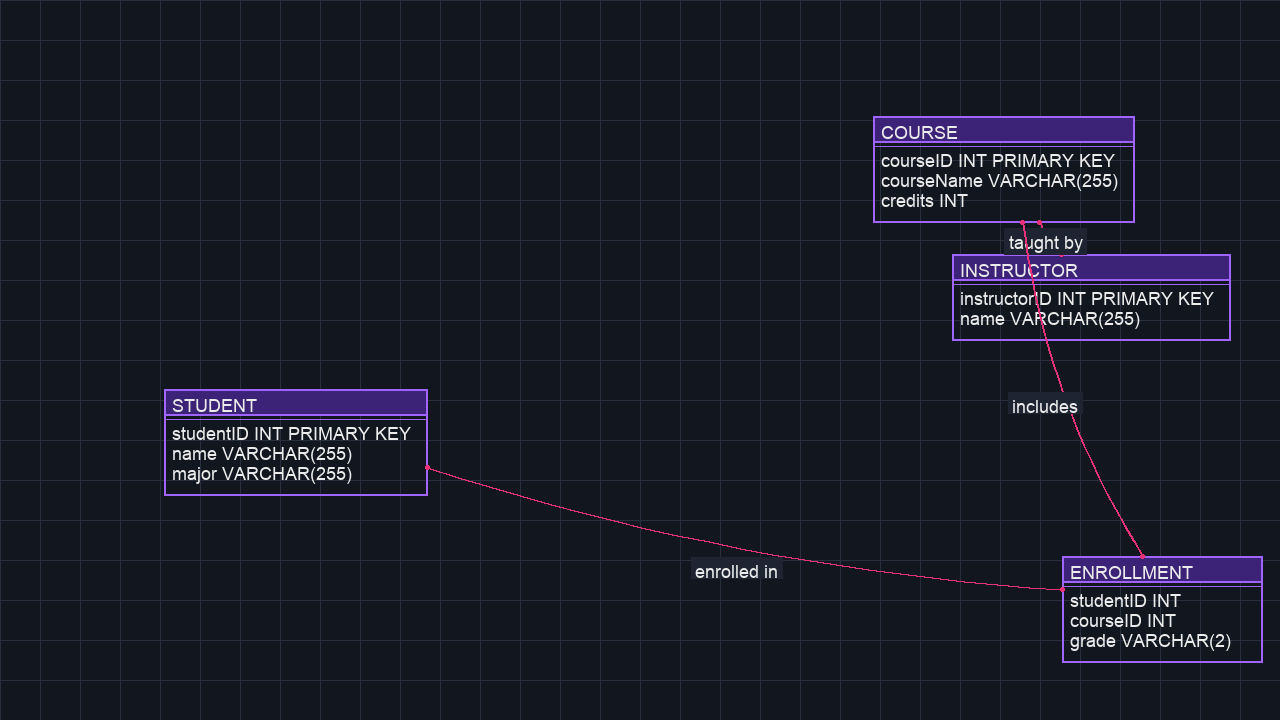 COURSE
courseID INT PRIMARY KEY
courseName VARCHAR(255)
credits INT
taught by
INSTRUCTOR
instructorID INT PRIMARY KEY
name VARCHAR(255)
includes
STUDENT
studentID INT PRIMARY KEY
name VARCHAR(255)
major VARCHAR(255)
enrolled in
ENROLLMENT
studentID INT
courseID INT
grade VARCHAR(2)